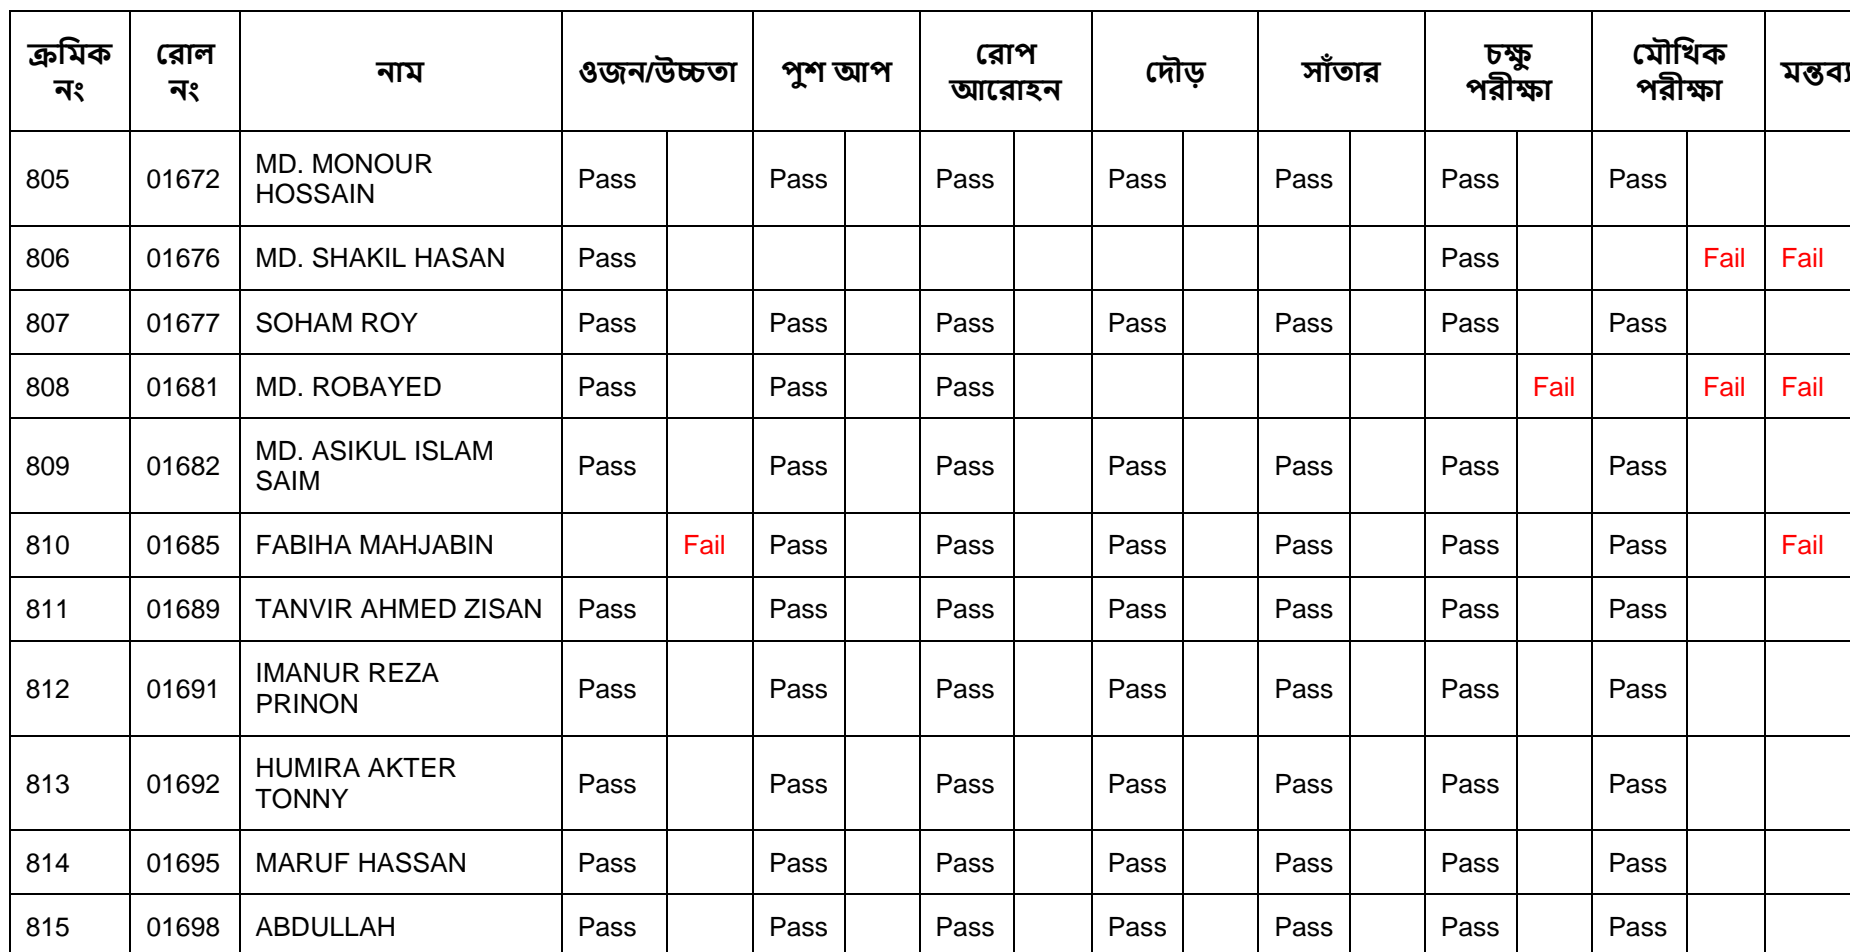 ক্রমিক নং রোল নং নাম ওজন/উচ্চতা পুশ আপ রোপ আরোহন দৌড় সাঁতার চক্ষু পরীক্ষা মৌখিক পরীক্ষা মন্তব্য
805 01672 MD. MONOUR HOSSAIN Pass Pass Pass Pass Pass Pass Pass
806 01676 MD. SHAKIL HASAN Pass Pass Fail Fail
807 01677 SOHAM ROY Pass Pass Pass Pass Pass Pass Pass
808 01681 MD. ROBAYED Pass Pass Pass Fail Fail Fail
809 01682 MD. ASIKUL ISLAM SAIM Pass Pass Pass Pass Pass Pass Pass
810 01685 FABIHA MAHJABIN Fail Pass Pass Pass Pass Pass Pass Fail
811 01689 TANVIR AHMED ZISAN Pass Pass Pass Pass Pass Pass Pass
812 01691 IMANUR REZA PRINON Pass Pass Pass Pass Pass Pass Pass
813 01692 HUMIRA AKTER TONNY Pass Pass Pass Pass Pass Pass Pass
814 01695 MARUF HASSAN Pass Pass Pass Pass Pass Pass Pass
815 01698 ABDULLAH Pass Pass Pass Pass Pass Pass Pass